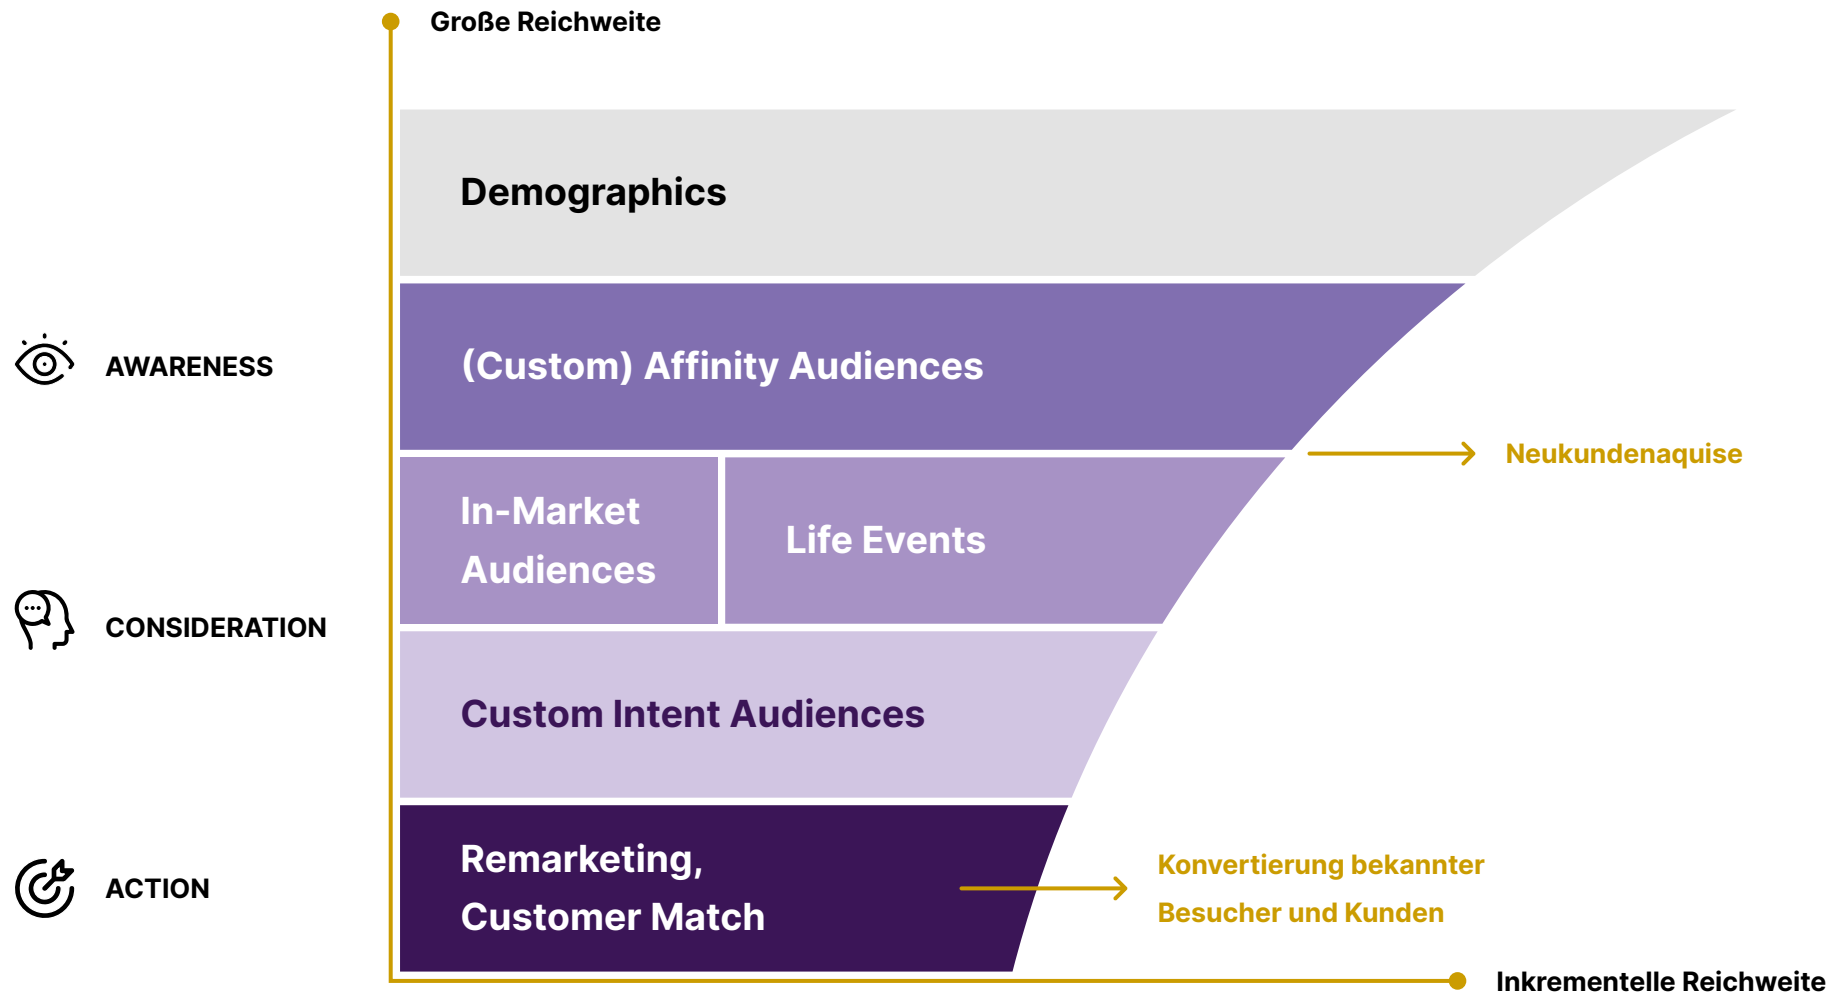 Große Reichweite
Demographics
AWARENESS
(Custom) Affinity Audiences
Neukundenaquise
In-Market
Audiences
Life Events
CONSIDERATION
Custom Intent Audiences
ACTION
Remarketing,
Customer Match
Konvertierung bekannter
Besucher und Kunden
Inkrementelle Reichweite